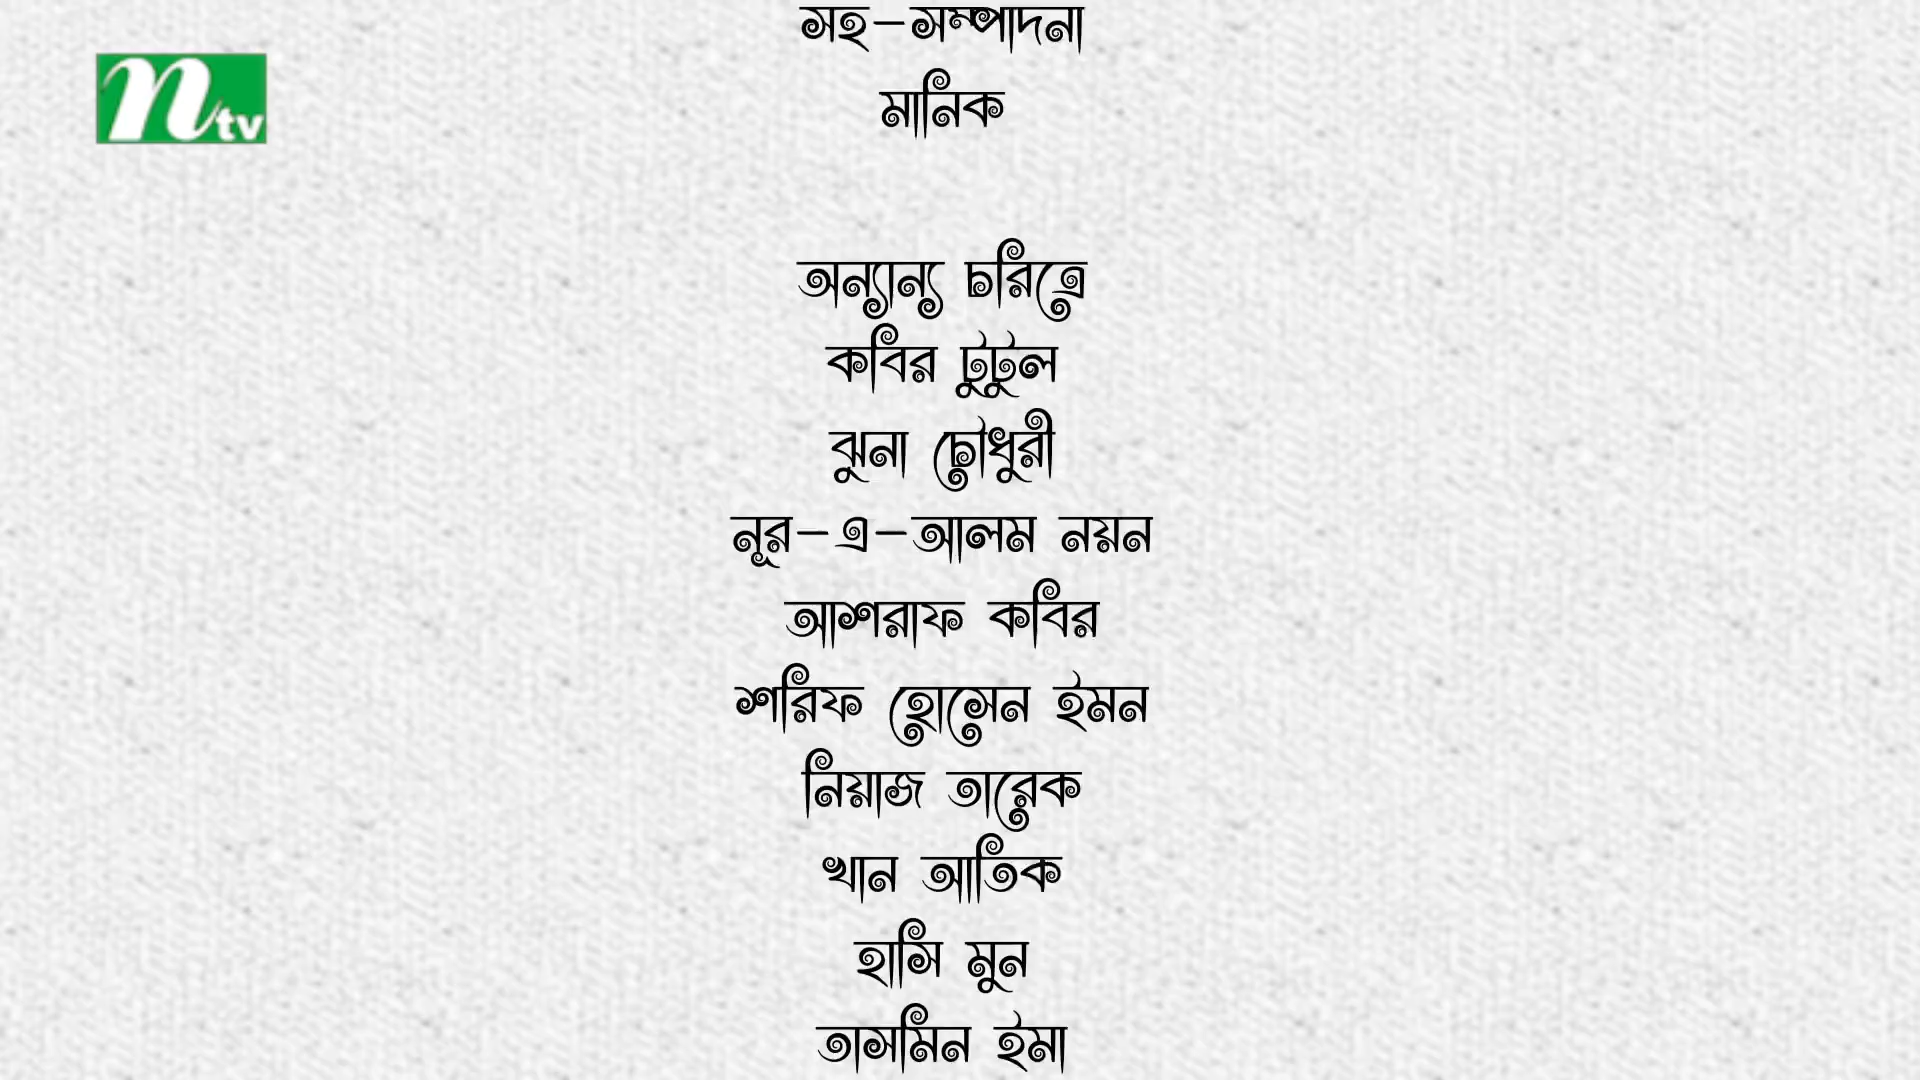 সহ-সম্পাদনা
ntv
মানিক
অন্যান্য চরিত্রে
কবির টুটুল
ঝুনা চৌধুরী
নূর-এ-আলম নয়ন
আশরাফ কবির
শরিফ হোসেন ইমন
নিয়াজ তারেক
খান আতিক
হাসি মুন
তাসমিন ইমা